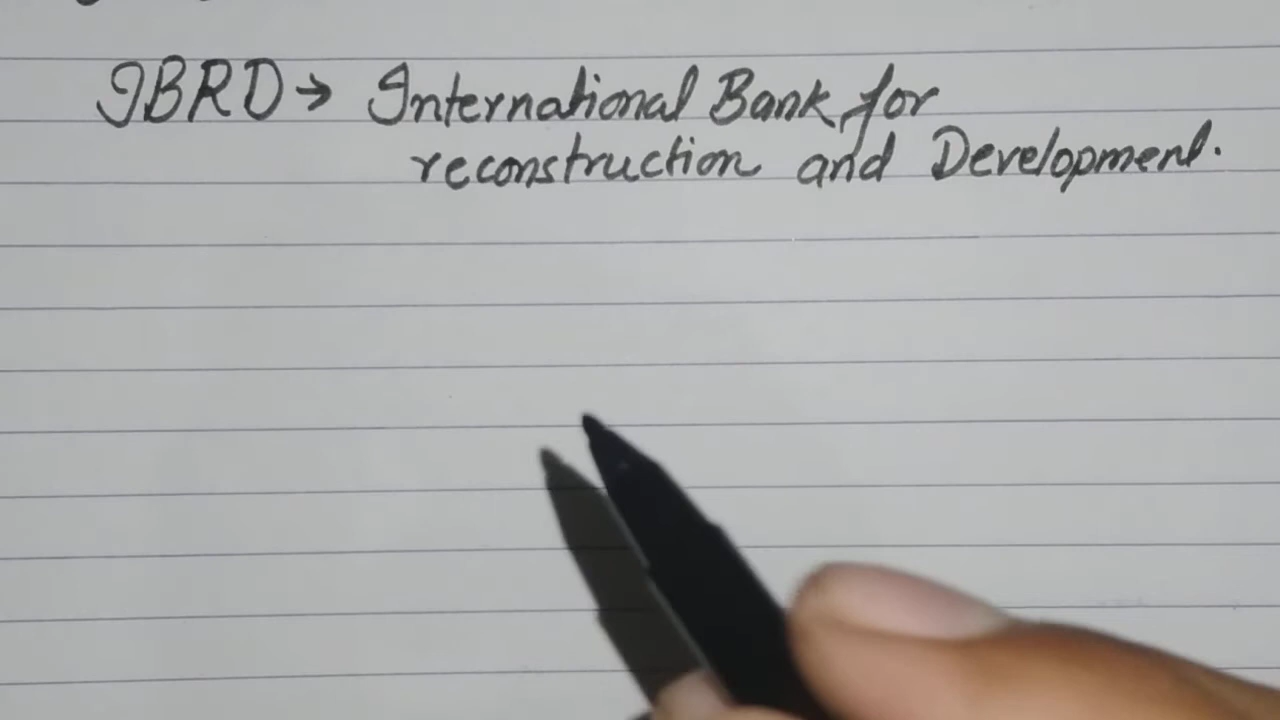 IBRD → International Bank for
reconstruction and Development.